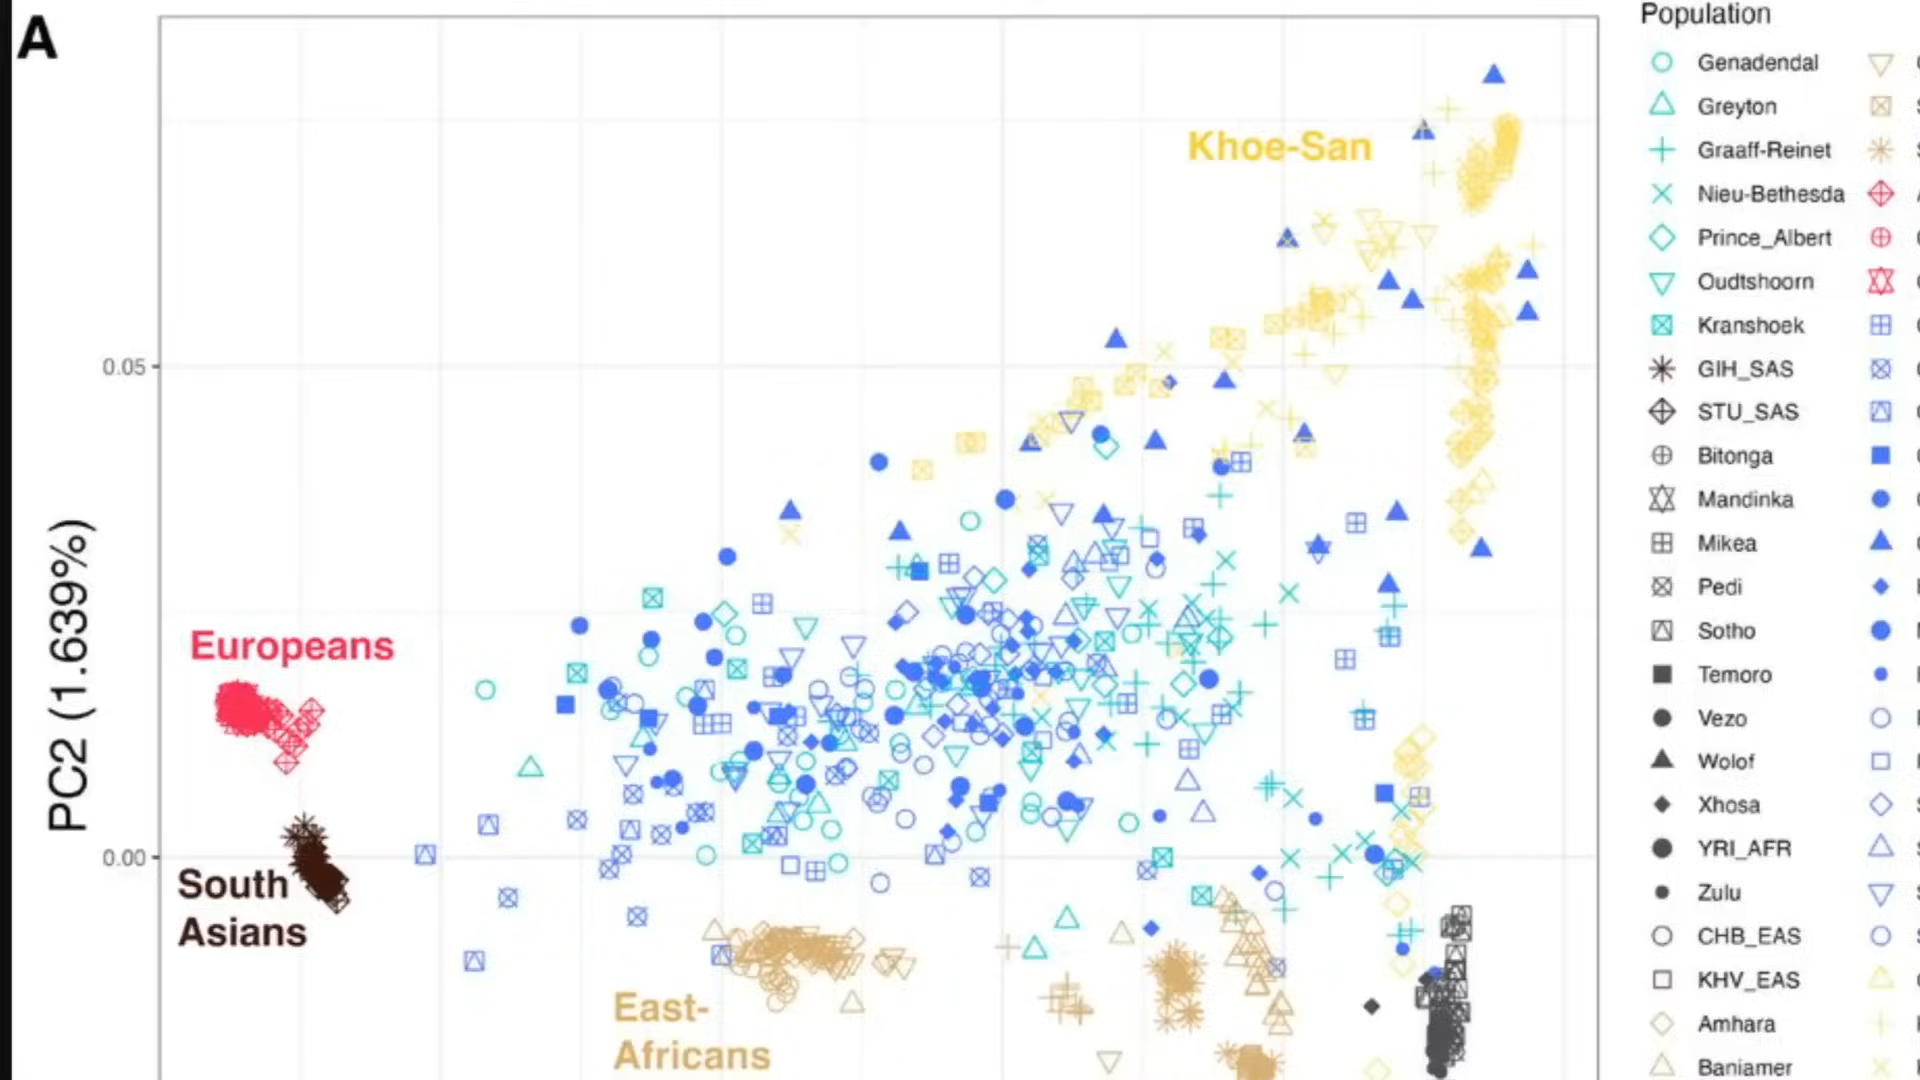 A
Population
Genadendal
Greyton
Graaff-Reinet
Nieu-Bethesda
Prince_Albert
Oudtshoorn
Kranshoek
GIH_SAS
STU_SAS
Bitonga
Mandinka
Mikea
Pedi
Sotho
Temoro
Vezo
Wolof
Xhosa
YRI_AFR
Zulu
CHB_EAS
KHV_EAS
Amhara
Baniamer
Khoe-San
0.05
Europeans
PC2 (1.639%)
0.00
South
Asians
East-
Africans